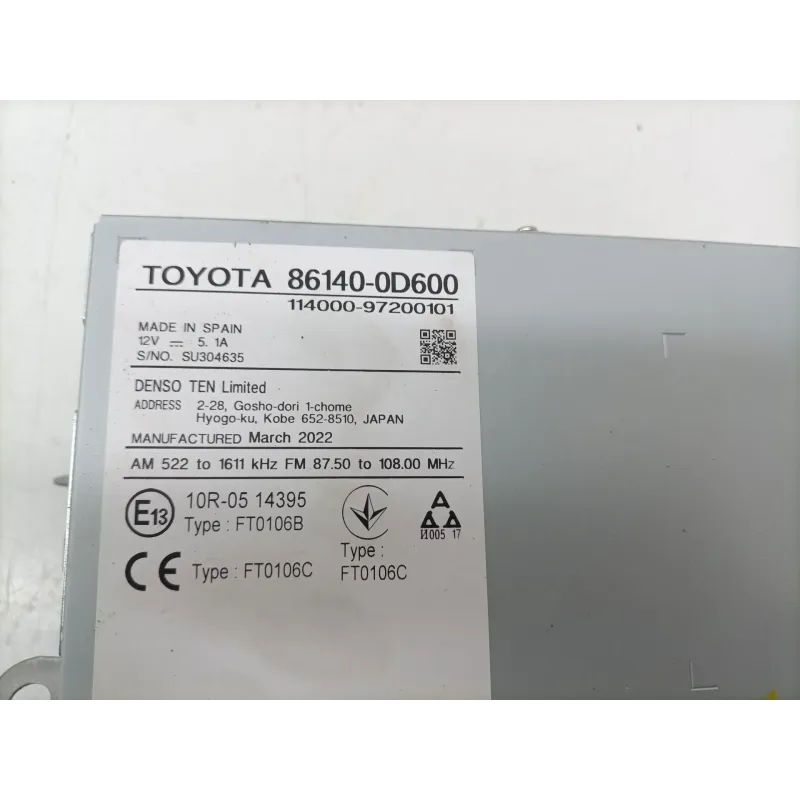 TOYOTA 86140-0D600
114000-97200101
MADE IN SPAIN
12V ⎓ 5.1A
S/NO. SU304635
DENSO TEN Limited
ADDRESS 2-28, Gosho-dori 1-chome
Hyogo-ku, Kobe 652-8510, JAPAN
MANUFACTURED March 2022
AM 522 to 1611 kHz FM 87.50 to 108.00 MHz
E13 10R-05 14395
Type : FT0106B
CE Type : FT0106C
Type :
FT0106C
A
A A
И005 17